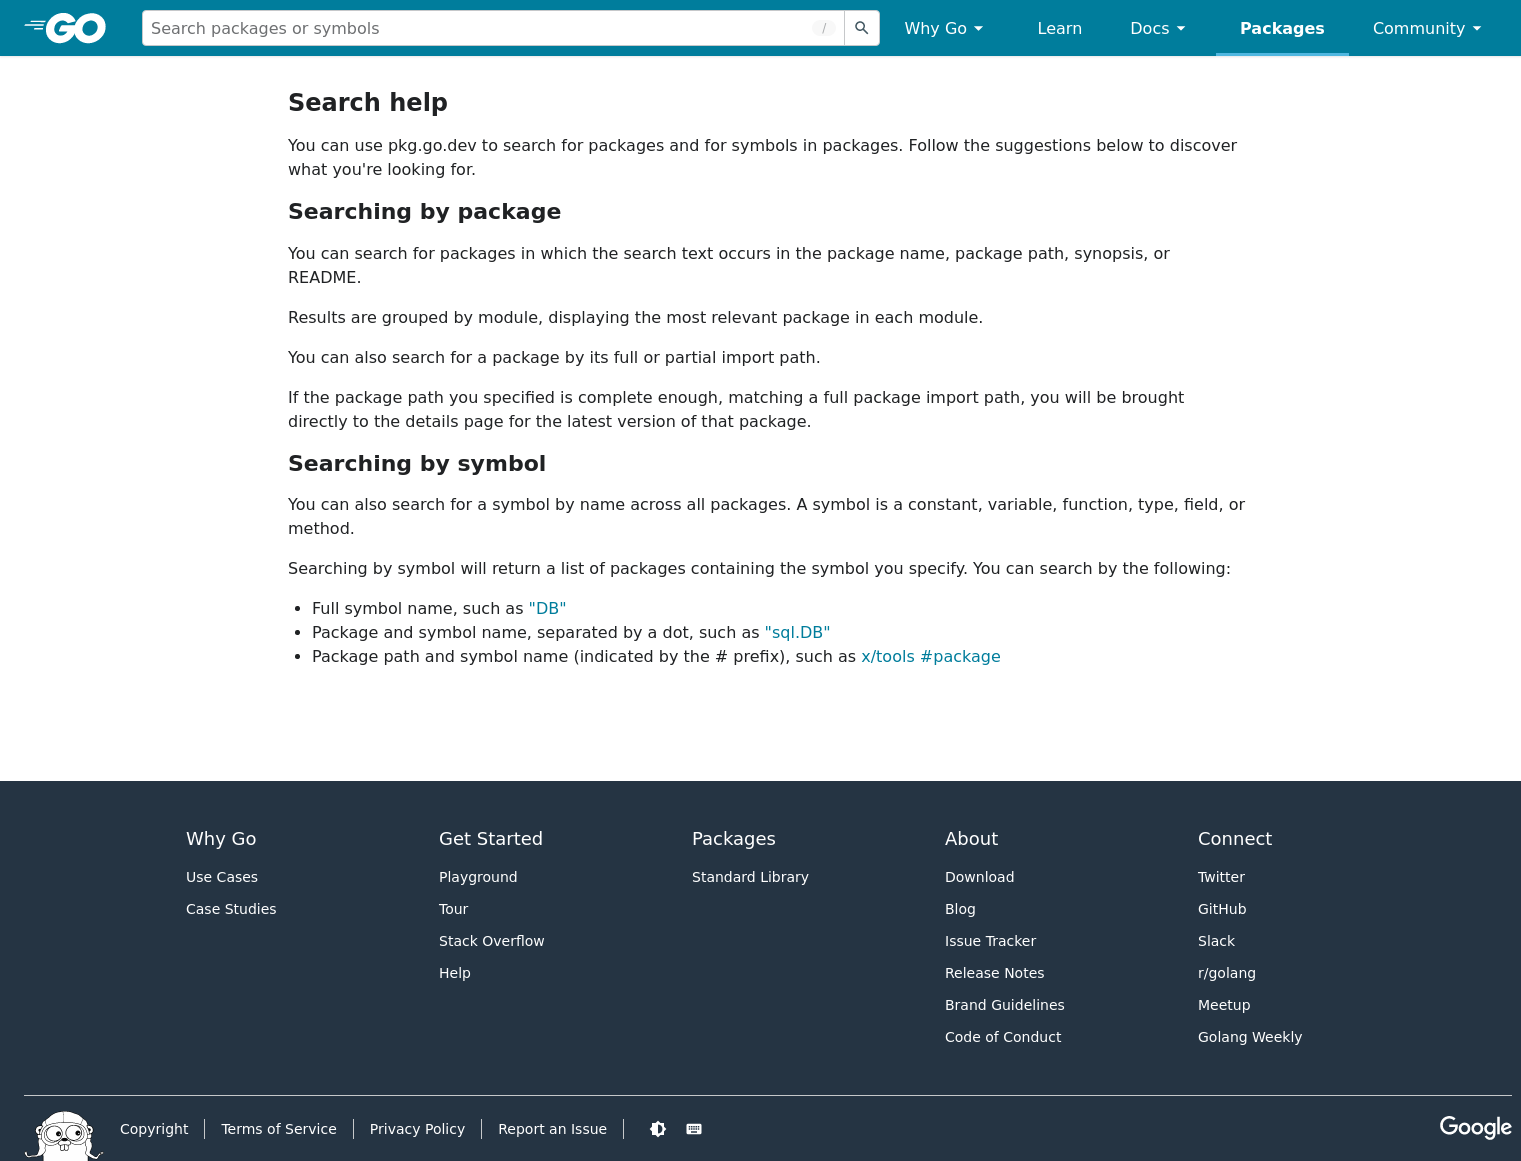 GO
Search packages or symbols
/
Why Go
Learn
Docs
Packages
Community
Search help
You can use pkg.go.dev to search for packages and for symbols in packages. Follow the suggestions below to discover
what you're looking for.
Searching by package
You can search for packages in which the search text occurs in the package name, package path, synopsis, or
README.
Results are grouped by module, displaying the most relevant package in each module.
You can also search for a package by its full or partial import path.
If the package path you specified is complete enough, matching a full package import path, you will be brought
directly to the details page for the latest version of that package.
Searching by symbol
You can also search for a symbol by name across all packages. A symbol is a constant, variable, function, type, field, or
method.
Searching by symbol will return a list of packages containing the symbol you specify. You can search by the following:
• Full symbol name, such as "DB"
• Package and symbol name, separated by a dot, such as "sql.DB"
• Package path and symbol name (indicated by the # prefix), such as x/tools #package
Why Go
Use Cases
Case Studies
Get Started
Playground
Tour
Stack Overflow
Help
Packages
Standard Library
About
Download
Blog
Issue Tracker
Release Notes
Brand Guidelines
Code of Conduct
Connect
Twitter
GitHub
Slack
r/golang
Meetup
Golang Weekly
Copyright
Terms of Service
Privacy Policy
Report an Issue
Google